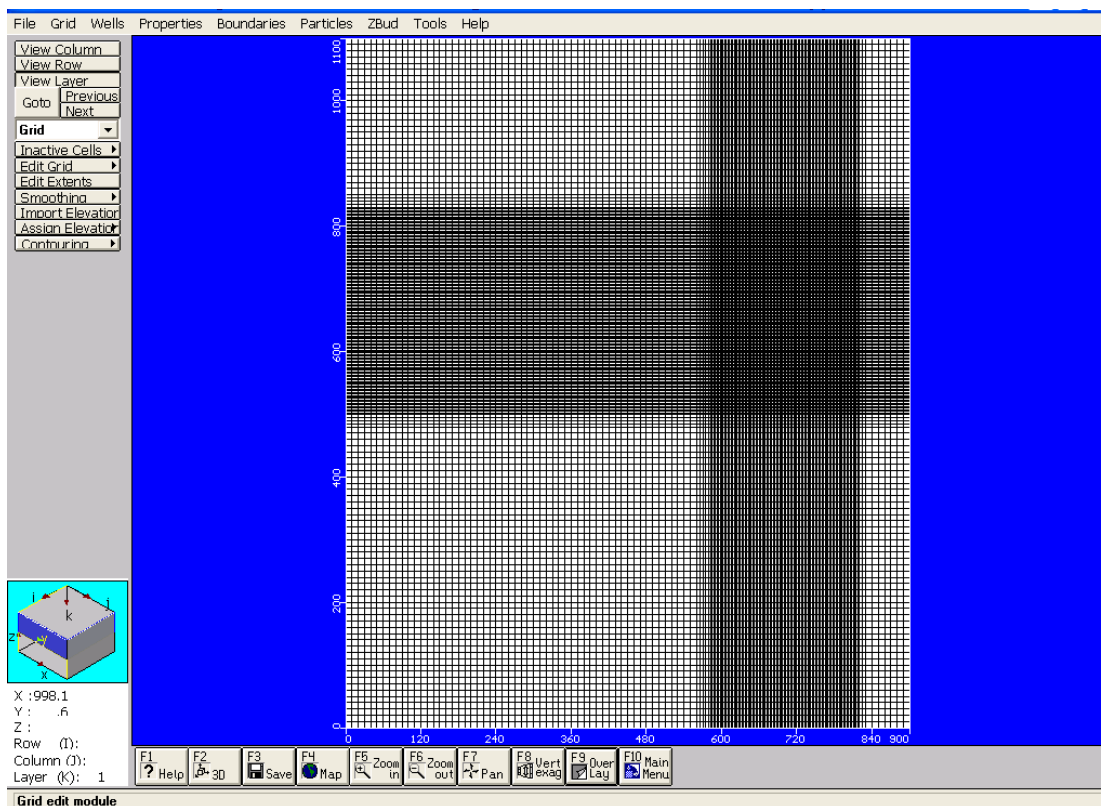 File Grid Wells Properties Boundaries Particles ZBud Tools Help
View Column
View Row
View Layer
Goto Previous
Next
Grid
Inactive Cells
Edit Grid
Edit Extents
Smoothing
Import Elevation
Assign Elevation
Contouring
1100
1000
800
600
400
200
0
0 120 240 360 480 600 720 840 900
i j
k
z y
x
X :998.1
Y : .6
Z :
Row (I):
Column (J):
Layer (K): 1
F1 ? Help
F2 3D
F3 Save
F4 Map
F5 Zoom in
F6 Zoom out
F7 Pan
F8 Vert exag
F9 Over Lay
F10 Main Menu
Grid edit module